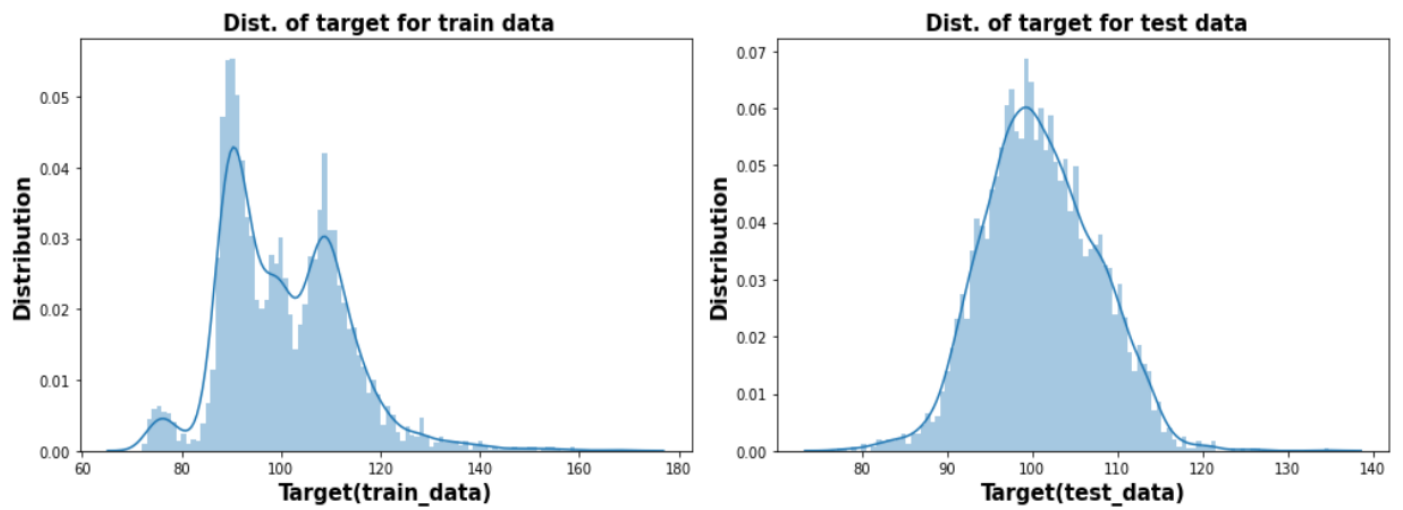 Dist. of target for train data
Distribution
0.05
0.04
0.03
0.02
0.01
0.00
60 80 100 120 140 160 180
Target(train_data)
Dist. of target for test data
Distribution
0.07
0.06
0.05
0.04
0.03
0.02
0.01
0.00
80 90 100 110 120 130 140
Target(test_data)